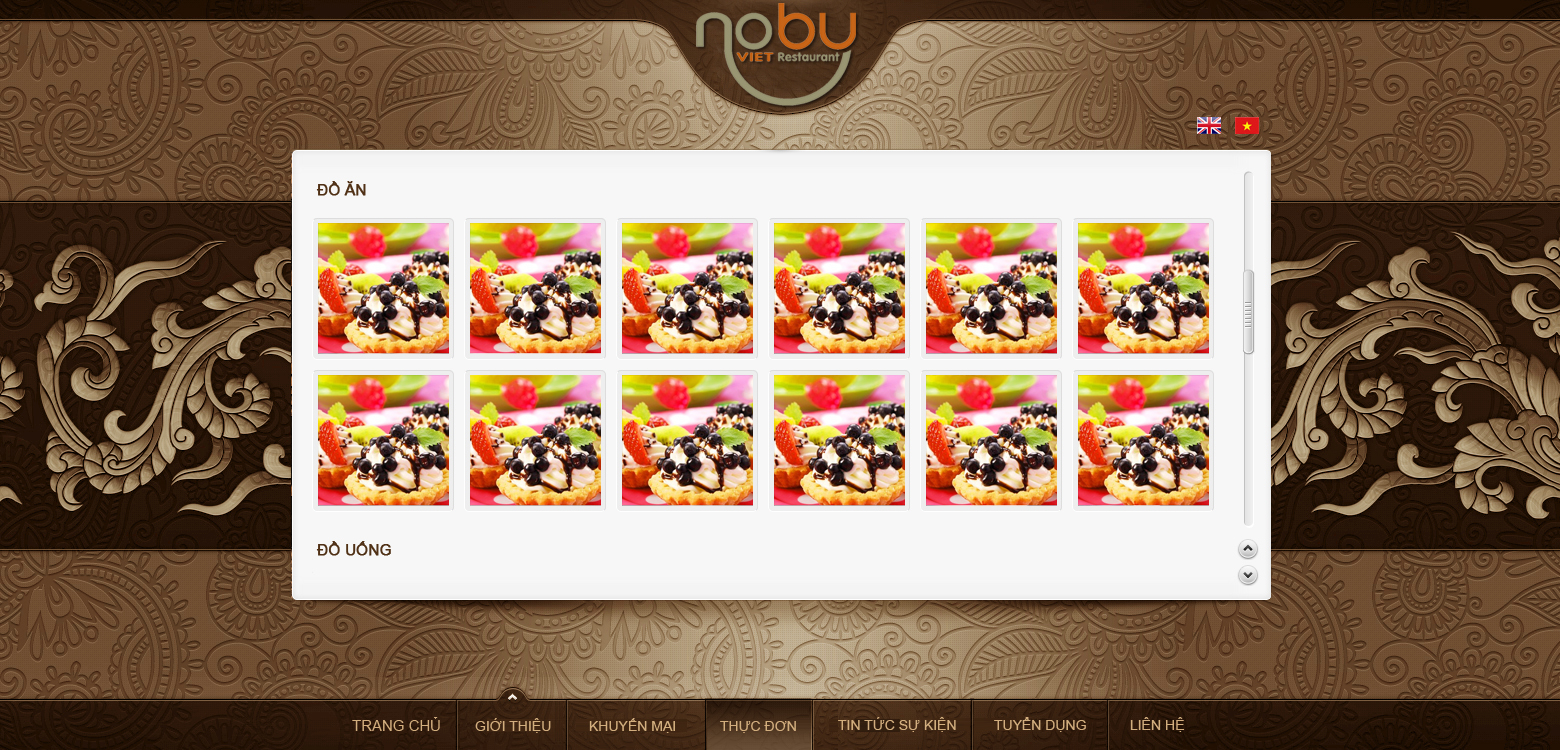 nobu
VIET Restaurant
ĐỒ ĂN
ĐỒ UỐNG
TRANG CHỦ
GIỚI THIỆU
KHUYẾN MẠI
THỰC ĐƠN
TIN TỨC SỰ KIỆN
TUYỂN DỤNG
LIÊN HỆ